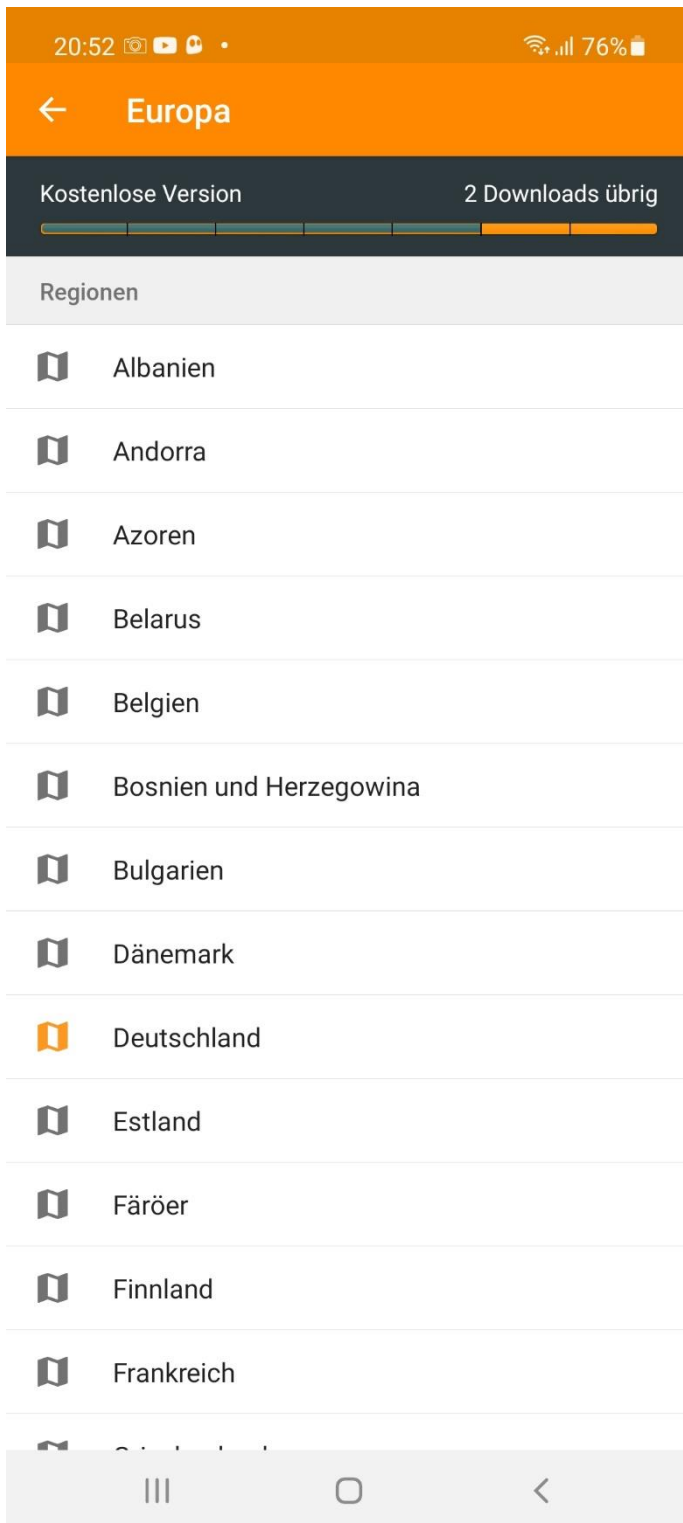 20:52
76%
Europa
Kostenlose Version
2 Downloads übrig
Regionen
Albanien
Andorra
Azoren
Belarus
Belgien
Bosnien und Herzegowina
Bulgarien
Dänemark
Deutschland
Estland
Färöer
Finnland
Frankreich